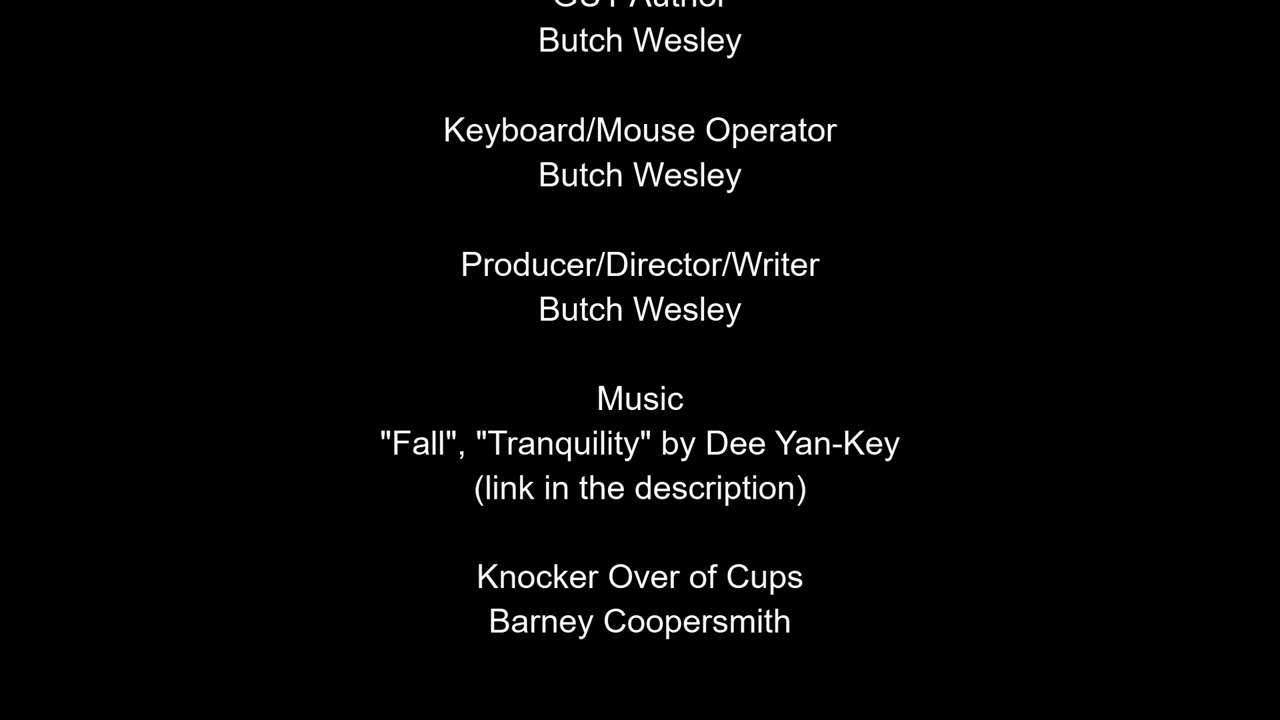 Author
Butch Wesley
Keyboard/Mouse Operator
Butch Wesley
Producer/Director/Writer
Butch Wesley
Music
"Fall", "Tranquility" by Dee Yan-Key
(link in the description)
Knocker Over of Cups
Barney Coopersmith